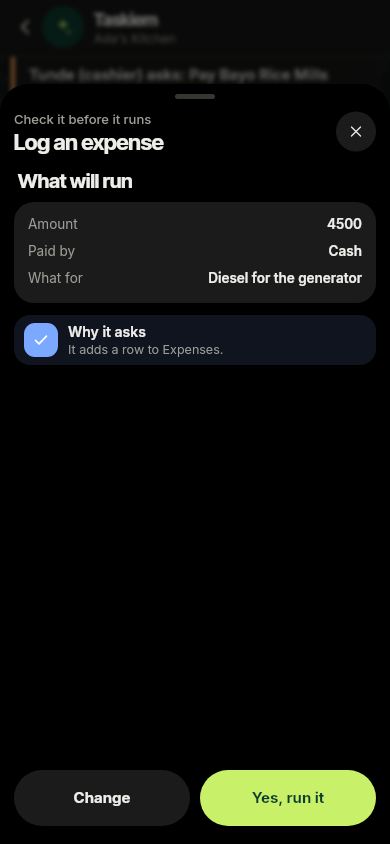 Tasklem
Ada's Kitchen
Tunde (cashier) asks: Pay Bayo Rice Mills
Check it before it runs
Log an expense
What will run
Amount 4500
Paid by Cash
What for Diesel for the generator
Why it asks
It adds a row to Expenses.
Change Yes, run it